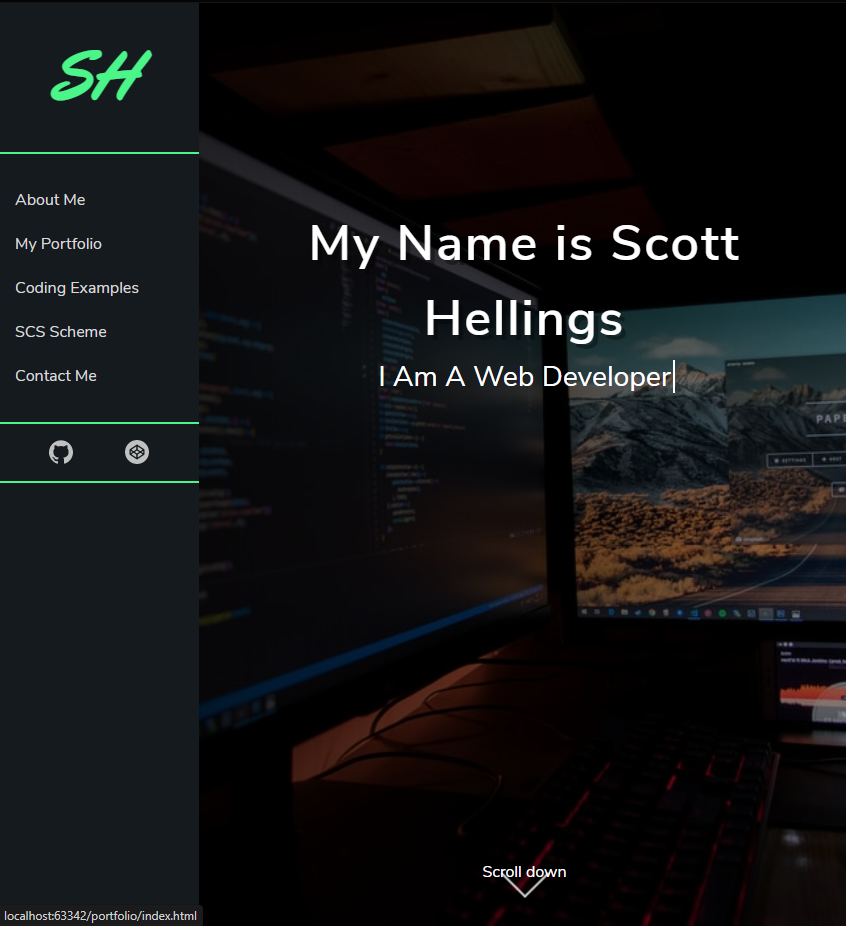 SH
About Me
My Portfolio
Coding Examples
SCS Scheme
Contact Me
My Name is Scott
Hellings
I Am A Web Developer
SETTINGS
Scroll down
localhost:63342/portfolio/index.html